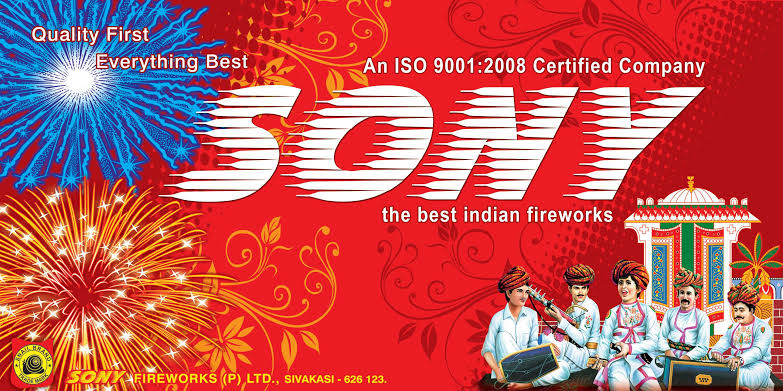 Quality First
Everything Best
An ISO 9001:2008 Certified Company
SONY
the best indian fireworks
SONY FIREWORKS (P) LTD., SIVAKASI - 626 123.